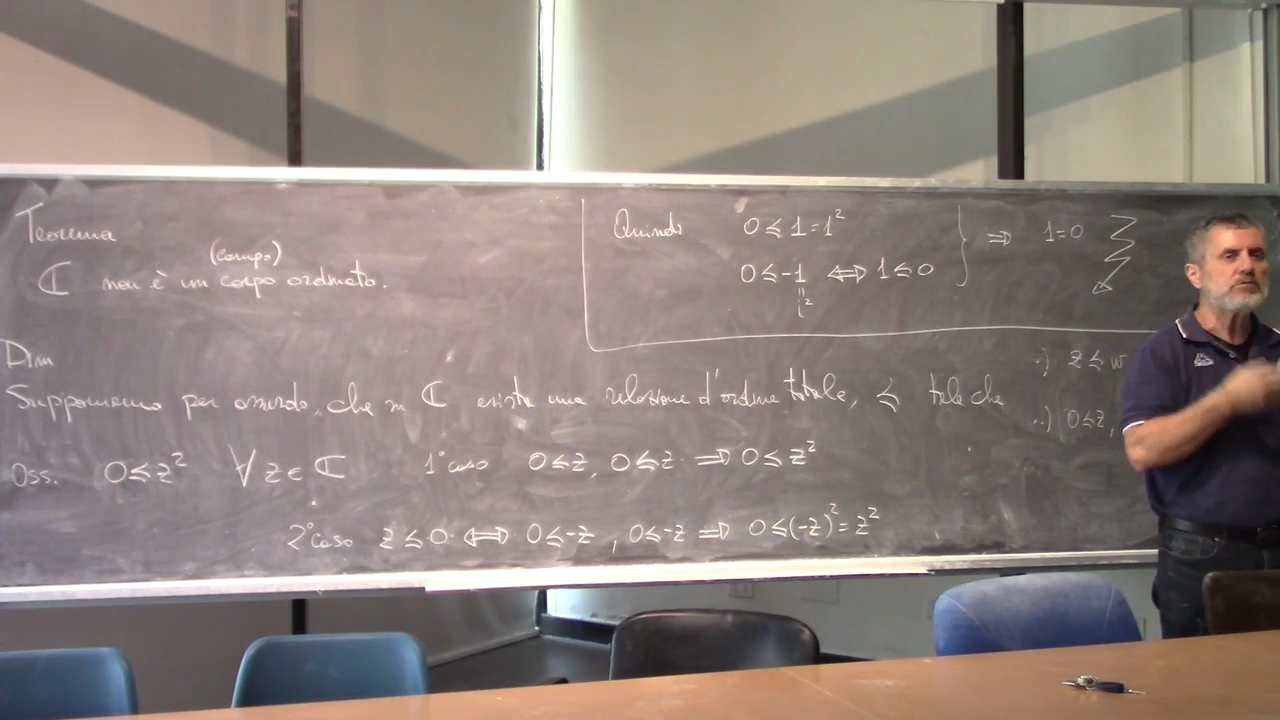 Teorema
(campo)
ℂ non è un corpo ordinato.
Dim
Supponiamo per assurdo, che in ℂ esista una relazione d'ordine totale, ≤ tale che
·) z ≤ w
··) 0≤z,
Oss. 0≤z² ∀ z ∈ ℂ 1° caso 0≤z, 0≤z ⇒ 0≤z²
2° caso z≤0 ⇔ 0≤-z, 0≤-z ⇒ 0≤(-z)²=z²
Quindi 0≤1=1²
0≤-1 ⇔ 1≤0 } ⇒ 1=0
=
i²